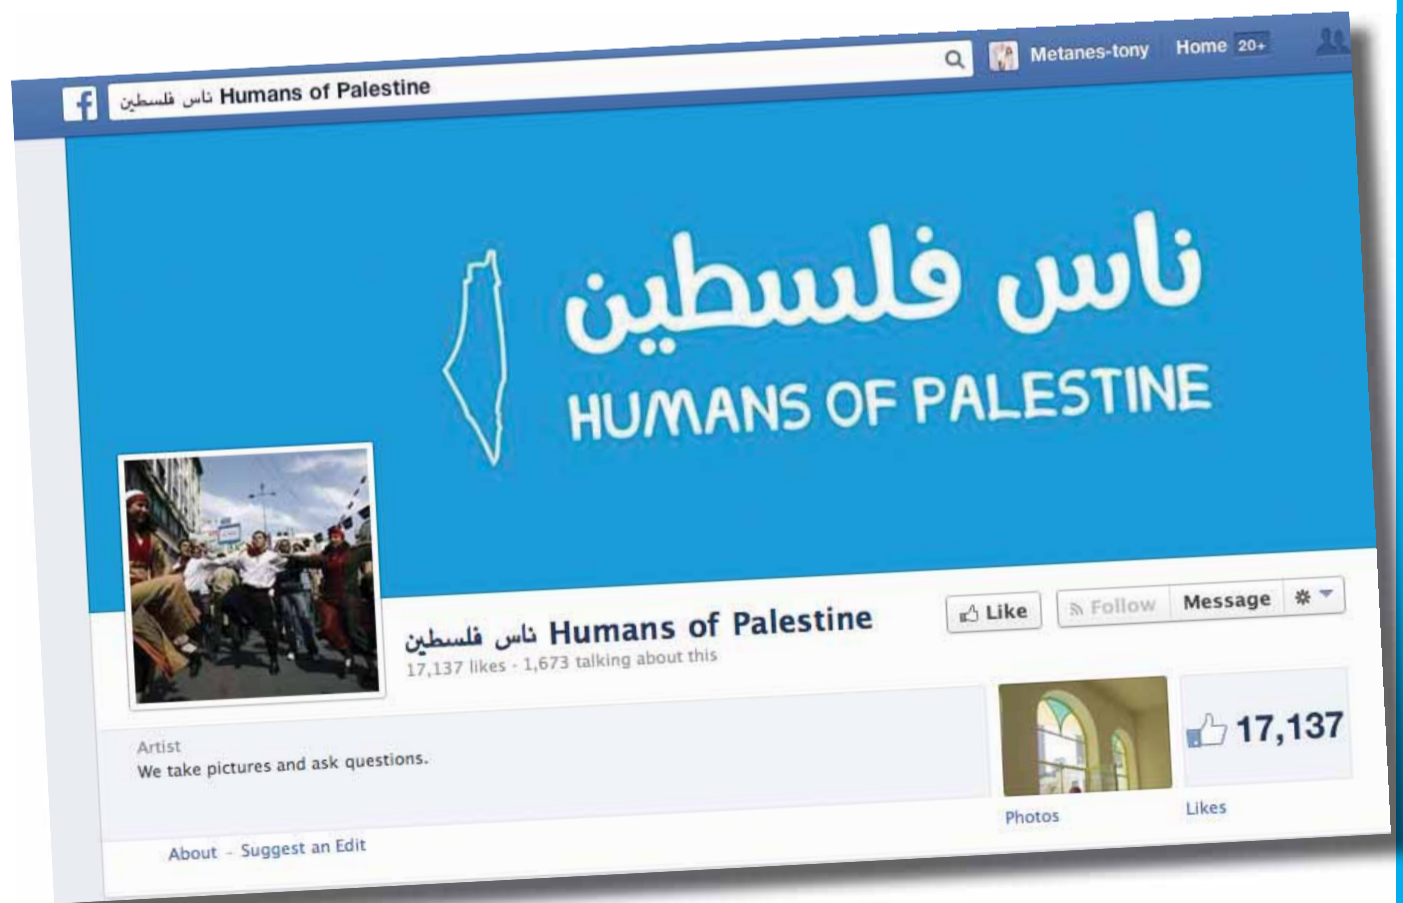 ناس فلسطين Humans of Palestine
Metanes-tony
Home 20+
ناس فلسطين
HUMANS OF PALESTINE
ناس فلسطين Humans of Palestine
17,137 likes · 1,673 talking about this
Like
Follow
Message
Artist
We take pictures and ask questions.
17,137
About - Suggest an Edit
Photos
Likes